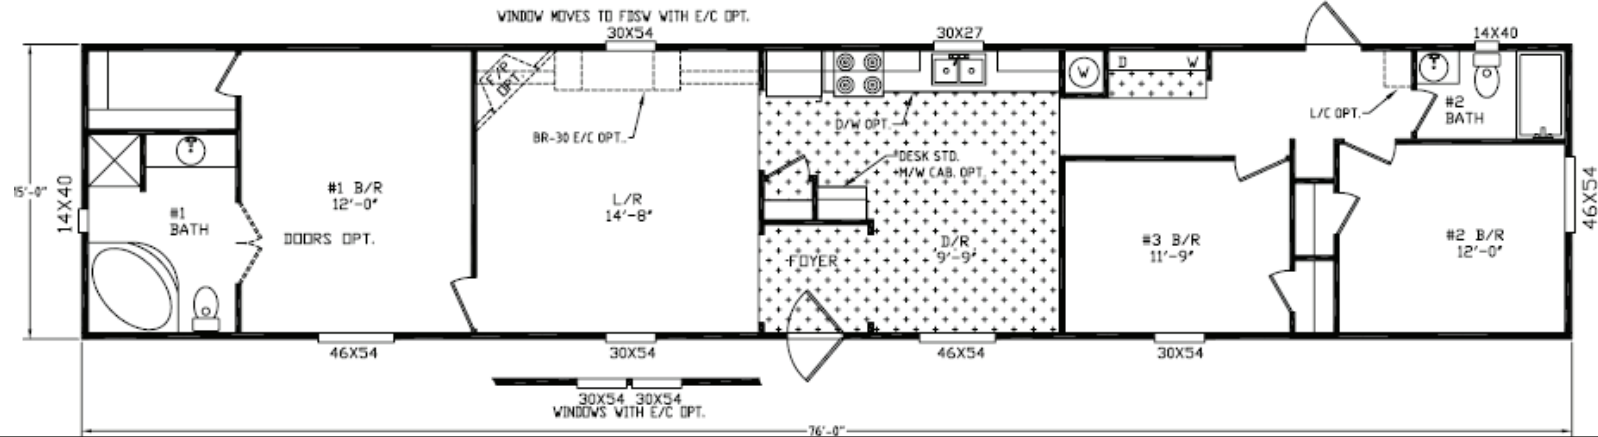 WINDOW MOVES TO FDSW WITH E/C OPT.
30X54
30X27
14X40
E/P
OPT.
W
D W
#2
BATH
L/C OPT.
BR-30 E/C OPT.
D/W OPT.
DESK STD.
M/W CAB. OPT.
15'-0"
14X40
#1 B/R
12'-0"
#1
BATH
DOORS OPT.
L/R
14'-8"
FOYER
D/R
9'-9"
#3 B/R
11'-9"
#2 B/R
12'-0"
46X54
46X54
30X54
46X54
30X54
30X54 30X54
WINDOWS WITH E/C OPT.
76'-0"